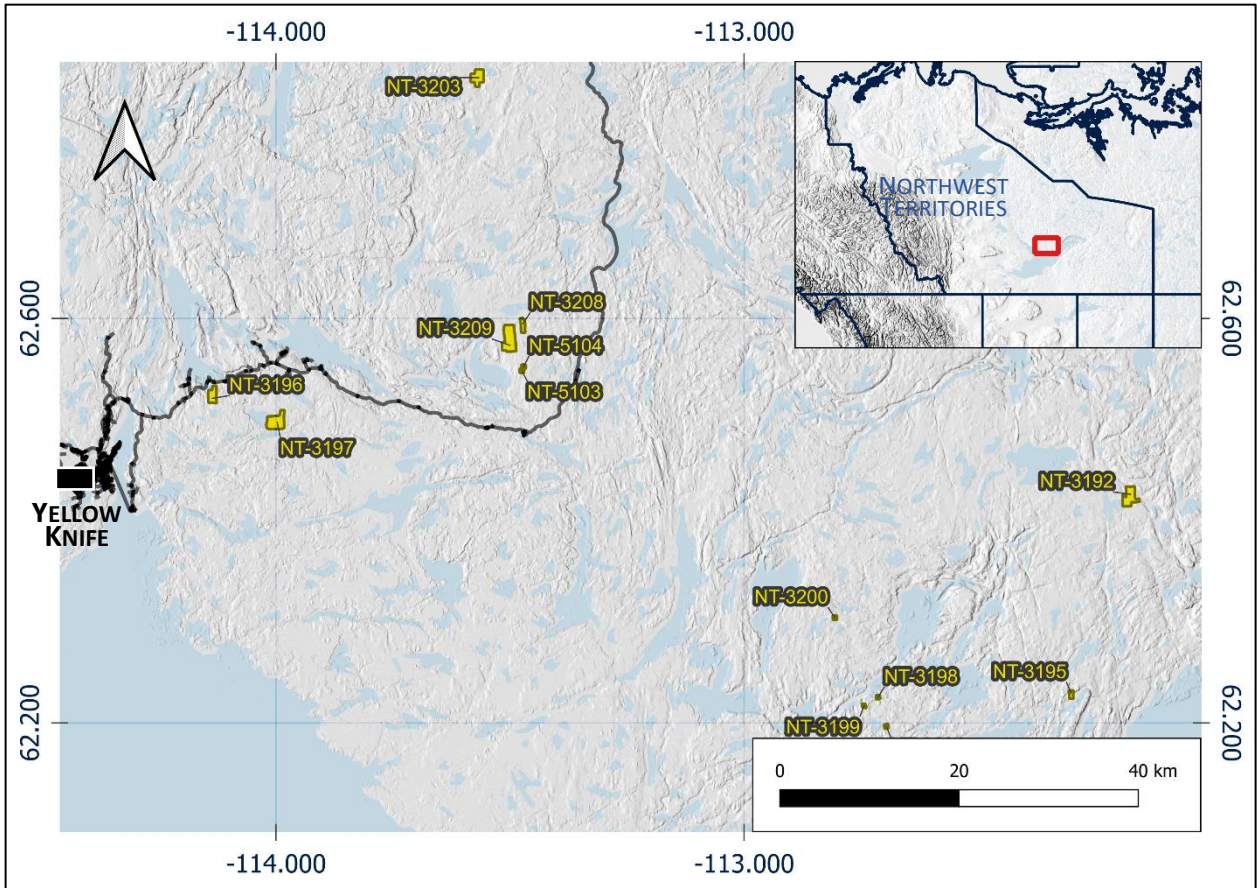 -114.000
-113.000
NT-3203
NORTHWEST
TERRITORIES
62.600
62.600
NT-3208
NT-3209
NT-5104
NT-5103
NT-3196
NT-3197
NT-3192
YELLOW
KNIFE
NT-3200
NT-3198
NT-3195
NT-3199
62.200
62.200
0 20 40 km
-114.000
-113.000